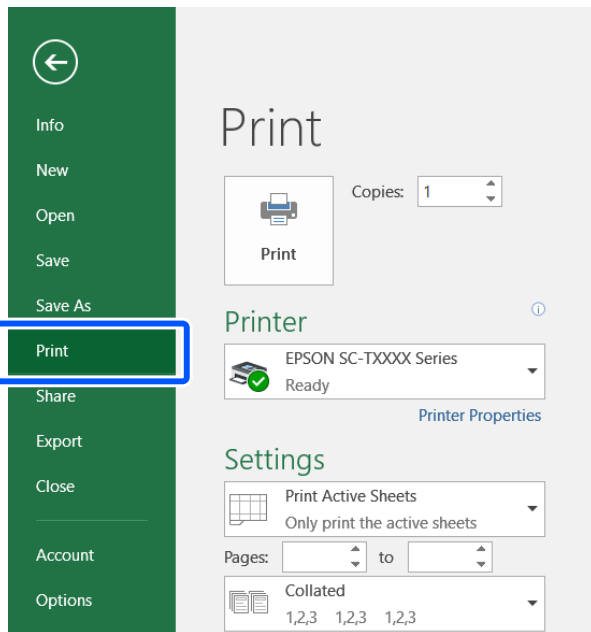 Info
New
Open
Save
Save As
Print
Share
Export
Close
Account
Options
Print
Copies: 1
Print
Printer
EPSON SC-TXXXX Series
Ready
Printer Properties
Settings
Print Active Sheets
Only print the active sheets
Pages: to
Collated
1,2,3 1,2,3 1,2,3